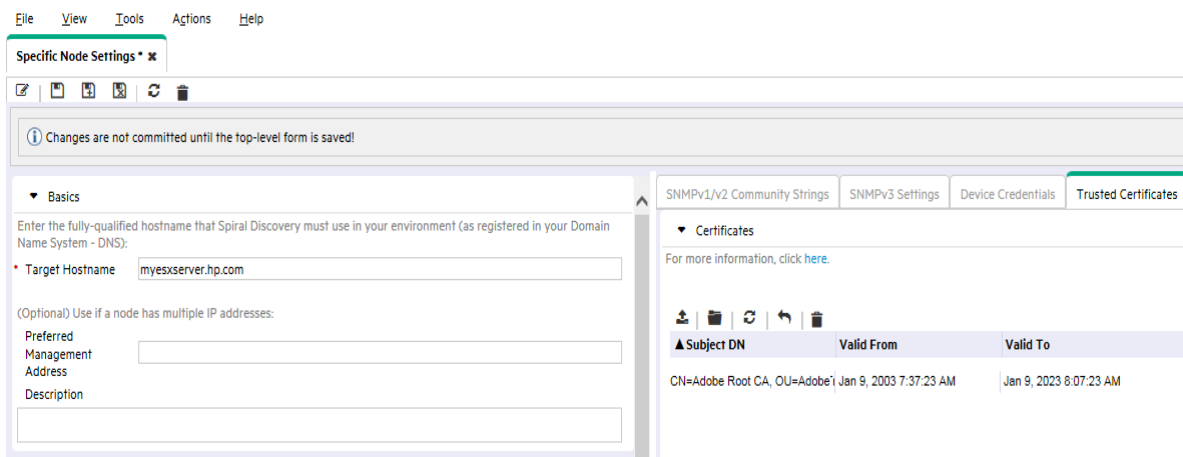 File View Tools Actions Help
Specific Node Settings *
Changes are not committed until the top-level form is saved!
Basics
Enter the fully-qualified hostname that Spiral Discovery must use in your environment (as registered in your Domain
Name System - DNS):
* Target Hostname myesxserver.hp.com
(Optional) Use if a node has multiple IP addresses:
Preferred
Management
Address
Description
SNMPv1/v2 Community Strings SNMPv3 Settings Device Credentials Trusted Certificates
Certificates
For more information, click here.
Subject DN Valid From Valid To
CN=Adobe Root CA, OU=Adobe Jan 9, 2003 7:37:23 AM Jan 9, 2023 8:07:23 AM